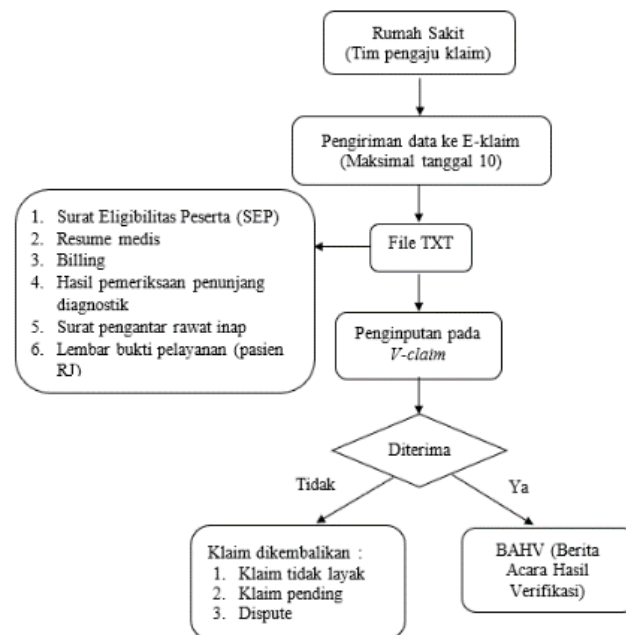 Rumah Sakit
(Tim pengaju klaim)
Pengiriman data ke E-klaim
(Maksimal tanggal 10)
File TXT
1. Surat Eligibilitas Peserta (SEP)
2. Resume medis
3. Billing
4. Hasil pemeriksaan penunjang
diagnostik
5. Surat pengantar rawat inap
6. Lembar bukti pelayanan (pasien
RJ)
Penginputan pada
V-claim
Diterima
Tidak
Ya
Klaim dikembalikan :
1. Klaim tidak layak
2. Klaim pending
3. Dispute
BAHV (Berita
Acara Hasil
Verifikasi)